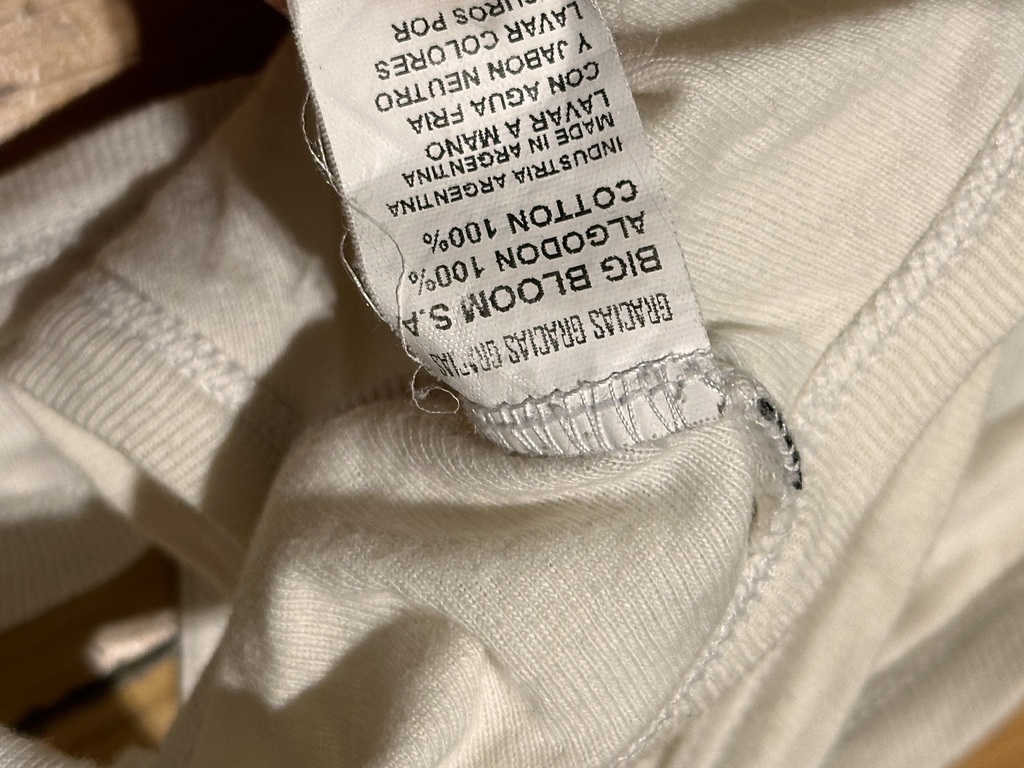 GRACIAS GRACIAS GRACIAS
BIG BLOOM S.A
ALGODON 100%
COTTON 100%
INDUSTRIA ARGENTINA
MADE IN ARGENTINA
LAVAR A MANO
CON AGUA FRIA
Y JABON NEUTRO
LAVAR COLORES
POR